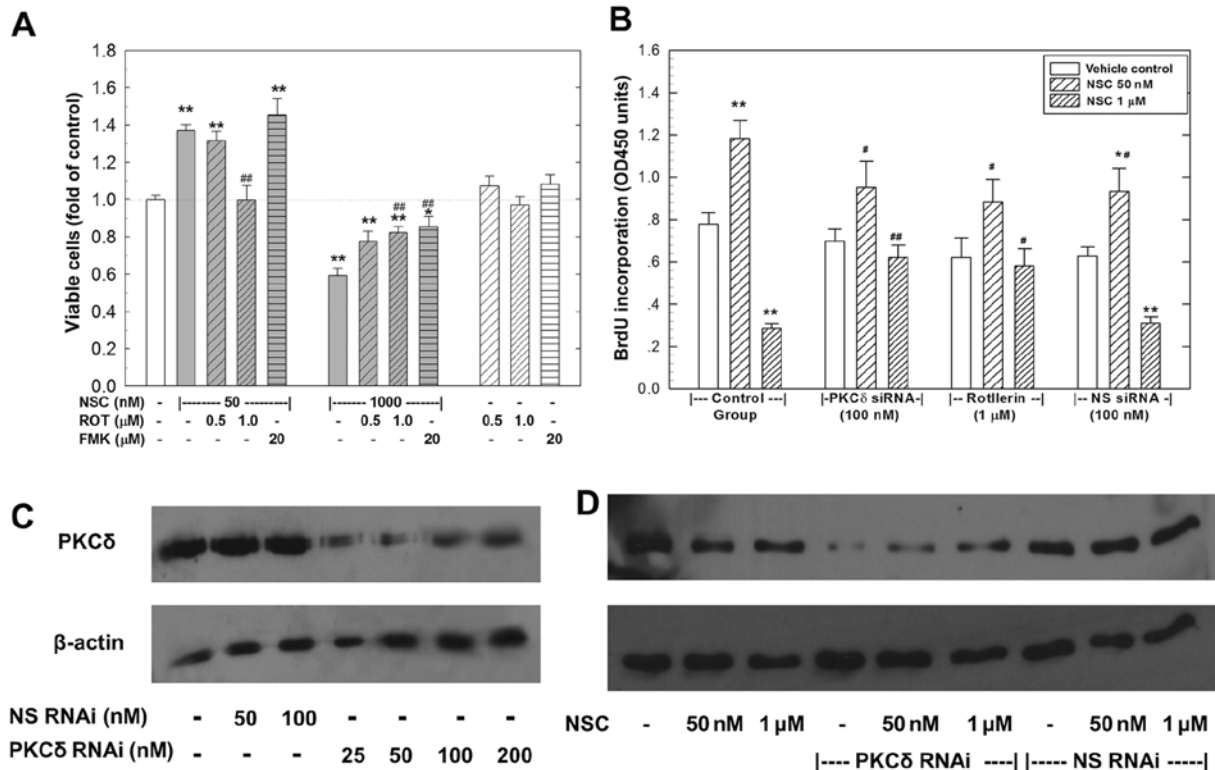 A
Viable cells (fold of control)
1.8
1.6
1.4
1.2
1.0
0.8
0.6
0.4
0.2
0.0
** ** ## ** ** ** ## ** ## *
NSC (nM) - |-------- 50 --------| |------ 1000 ------| - - -
ROT (μM) - - 0.5 1.0 - - 0.5 1.0 - 0.5 1.0 -
FMK (μM) - - - - 20 - - - 20 - - 20
B
BrdU incorporation (OD450 units)
1.6
1.4
1.2
1.0
.8
.6
.4
.2
0.0
Vehicle control
NSC 50 nM
NSC 1 μM
** ** # ## # # *# **
|--- Control ---| |-PKCδ siRNA-| |-- Rotllerin --| |-- NS siRNA --|
Group (100 nM) (1 μM) (100 nM)
C
PKCδ
β-actin
NS RNAi (nM) - 50 100 - - - -
PKCδ RNAi(nM) - - - 25 50 100 200
D
NSC - 50 nM 1 μM - 50 nM 1 μM - 50 nM 1 μM
|---- PKCδ RNAi ----| |----- NS RNAi -----|